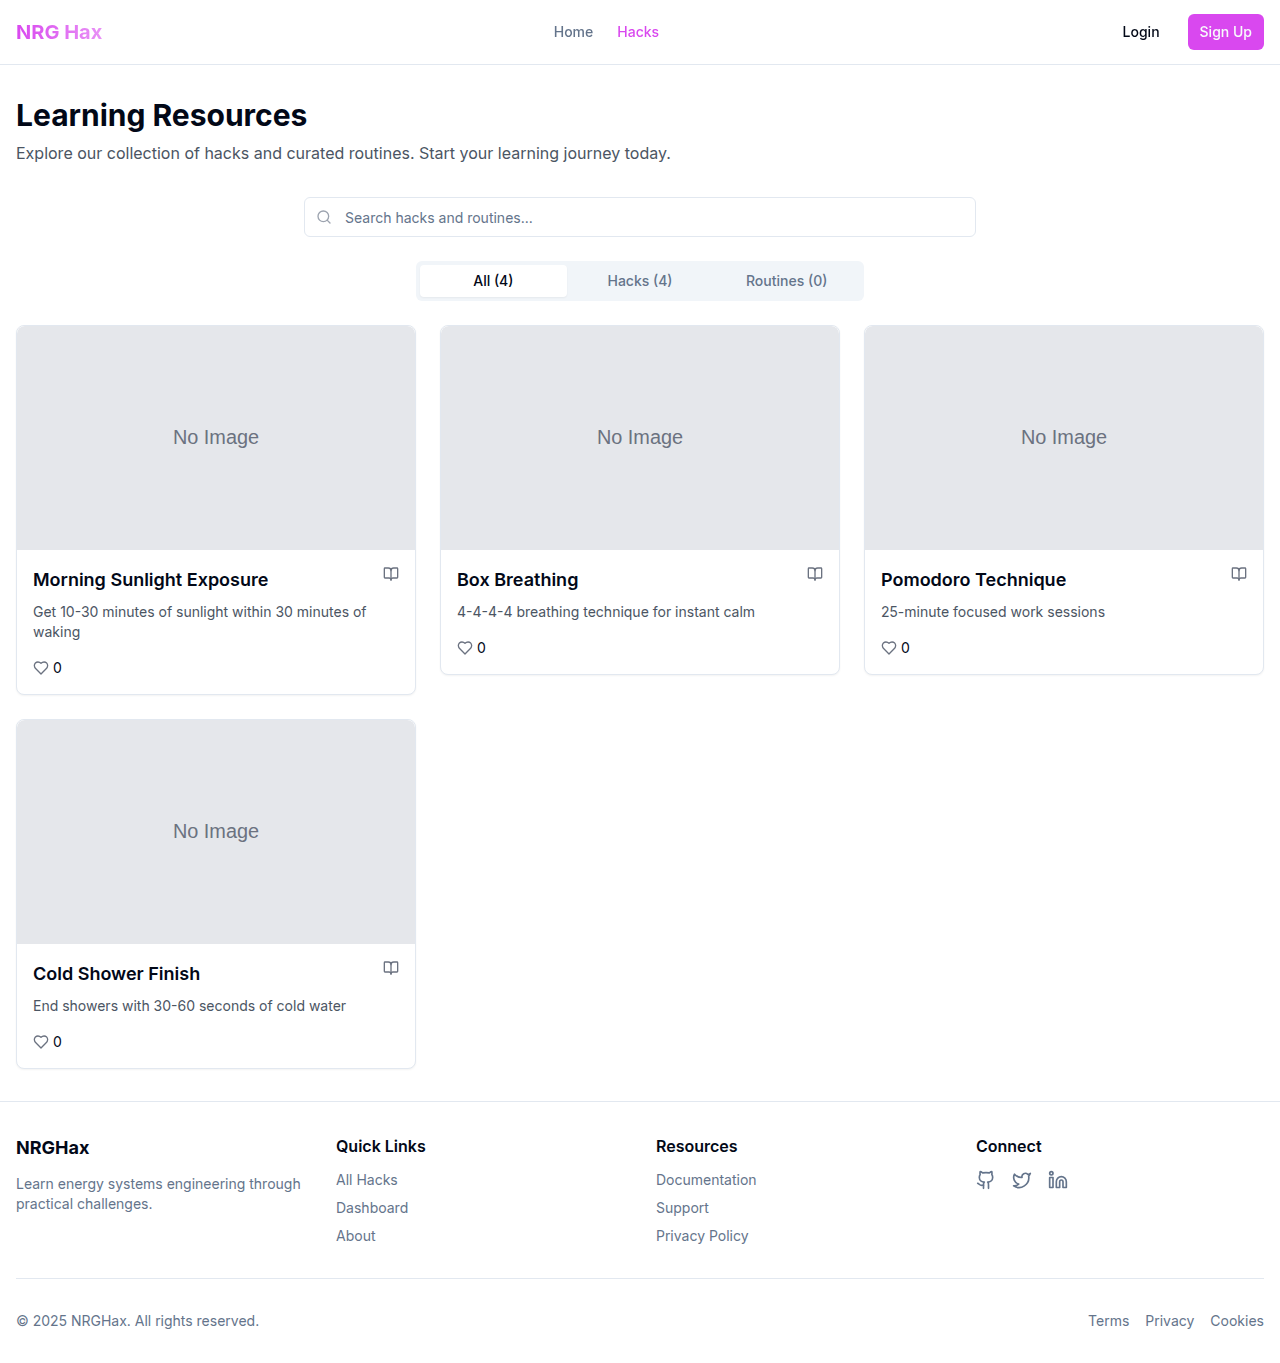 NRG Hax
Home
Hacks
Login
Sign Up
Learning Resources
Explore our collection of hacks and curated routines. Start your learning journey today.
Search hacks and routines...
All (4)
Hacks (4)
Routines (0)
No Image
Morning Sunlight Exposure
Get 10-30 minutes of sunlight within 30 minutes of
waking
0
No Image
Box Breathing
4-4-4-4 breathing technique for instant calm
0
No Image
Pomodoro Technique
25-minute focused work sessions
0
No Image
Cold Shower Finish
End showers with 30-60 seconds of cold water
0
NRGHax
Learn energy systems engineering through
practical challenges.
Quick Links
All Hacks
Dashboard
About
Resources
Documentation
Support
Privacy Policy
Connect
© 2025 NRGHax. All rights reserved.
Terms
Privacy
Cookies